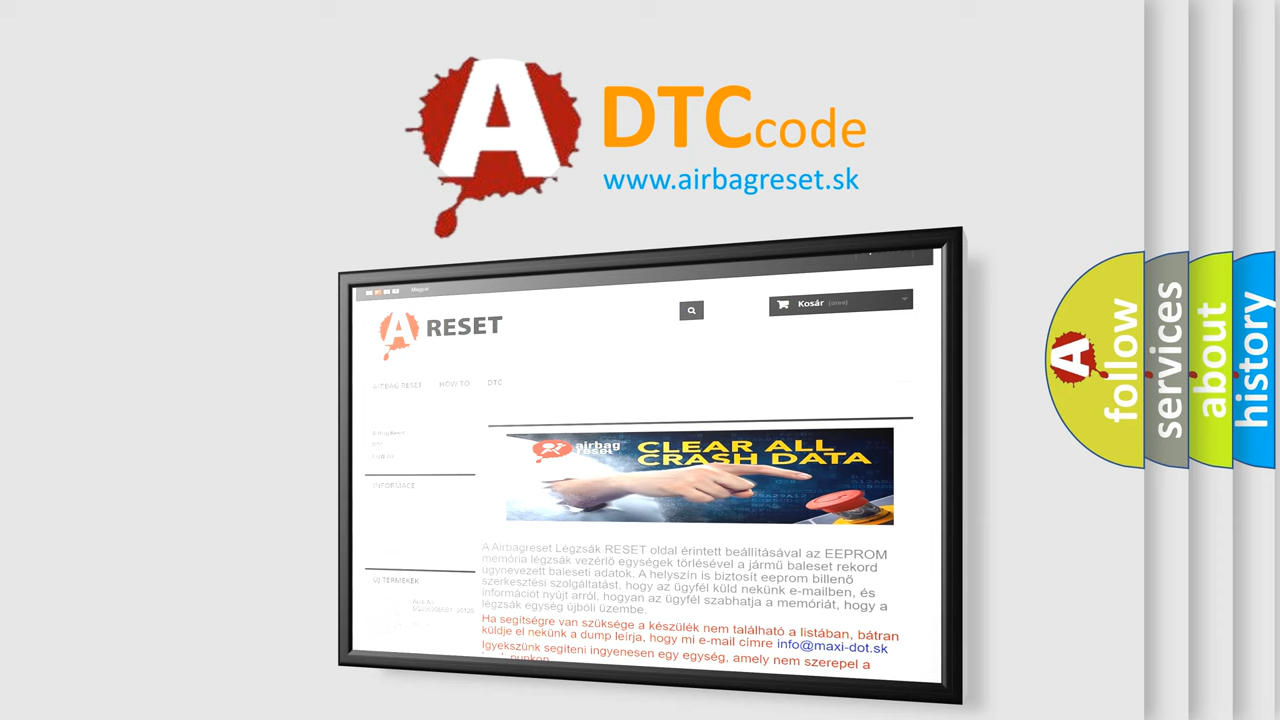 A DTCcode
www.airbagreset.sk
Magyar
A RESET
Kosár (üres)
AIRBAG RESET HOW TO DTC
INFORMACE
ÚJ TERMÉKEK
airbag
reset
CLEAR ALL
CRASH DATA
A Airbagreset Légzsák RESET oldal érintett beállításával az EEPROM
memória légzsák vezérlő egységek törlésével a jármű baleset rekord
úgynevezett baleseti adatok. A helyszín is biztosít eeprom billenő
szerkesztési szolgáltatást, hogy az ügyfél küld nekünk e-mailben, és
információt nyújt arról, hogyan az ügyfél szabhatja a memóriát, hogy a
légzsák egység újbóli üzembe.
Ha segítségre van szüksége a készülék nem található a listában, bátran
küldje el nekünk a dump leírja, hogy mi e-mail címre info@maxi-dot.sk
Igyekszünk segíteni ingyenesen egy egység, amely nem szerepel a
A follow
services
about
history